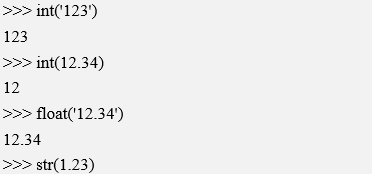 >>> int('123')
123
>>> int(12.34)
12
>>> float('12.34')
12.34
>>> str(1.23)